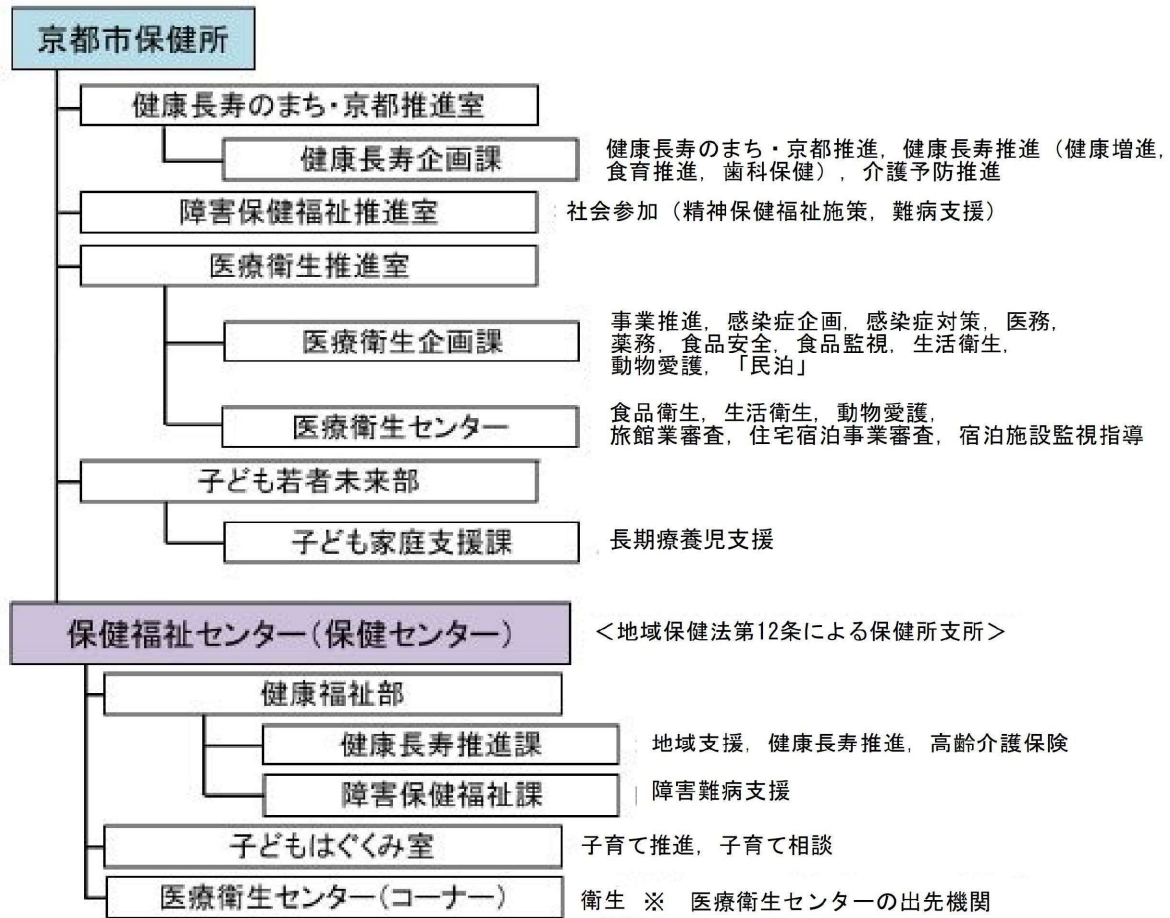 京都市保健所
健康長寿のまち・京都推進室
健康長寿企画課
健康長寿のまち・京都推進，健康長寿推進（健康増進，
食育推進，歯科保健），介護予防推進
障害保健福祉推進室
社会参加（精神保健福祉施策，難病支援）
医療衛生推進室
医療衛生企画課
事業推進，感染症企画，感染症対策，医務，
薬務，食品安全，食品監視，生活衛生，
動物愛護，「民泊」
医療衛生センター
食品衛生，生活衛生，動物愛護，
旅館業審査，住宅宿泊事業審査，宿泊施設監視指導
子ども若者未来部
子ども家庭支援課
長期療養児支援
保健福祉センター（保健センター）
＜地域保健法第12条による保健所支所＞
健康福祉部
健康長寿推進課
地域支援，健康長寿推進，高齢介護保険
障害保健福祉課
障害難病支援
子どもはぐくみ室
子育て推進，子育て相談
医療衛生センター（コーナー）
衛生 ※ 医療衛生センターの出先機関